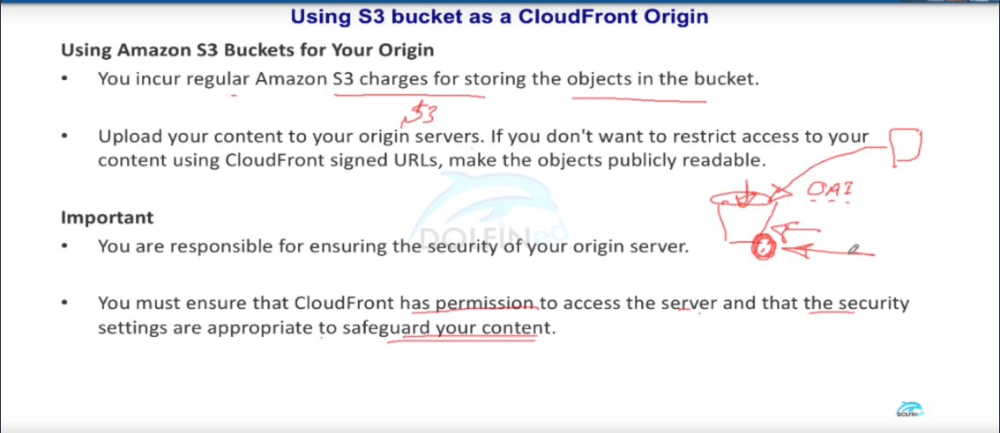 Using S3 bucket as a CloudFront Origin
Using Amazon S3 Buckets for Your Origin
• You incur regular Amazon S3 charges for storing the objects in the bucket.
S3
• Upload your content to your origin servers. If you don't want to restrict access to your
content using CloudFront signed URLs, make the objects publicly readable.
OAI
Important
DOLFINed
• You are responsible for ensuring the security of your origin server.
• You must ensure that CloudFront has permission to access the server and that the security
settings are appropriate to safeguard your content.
DOLFINed